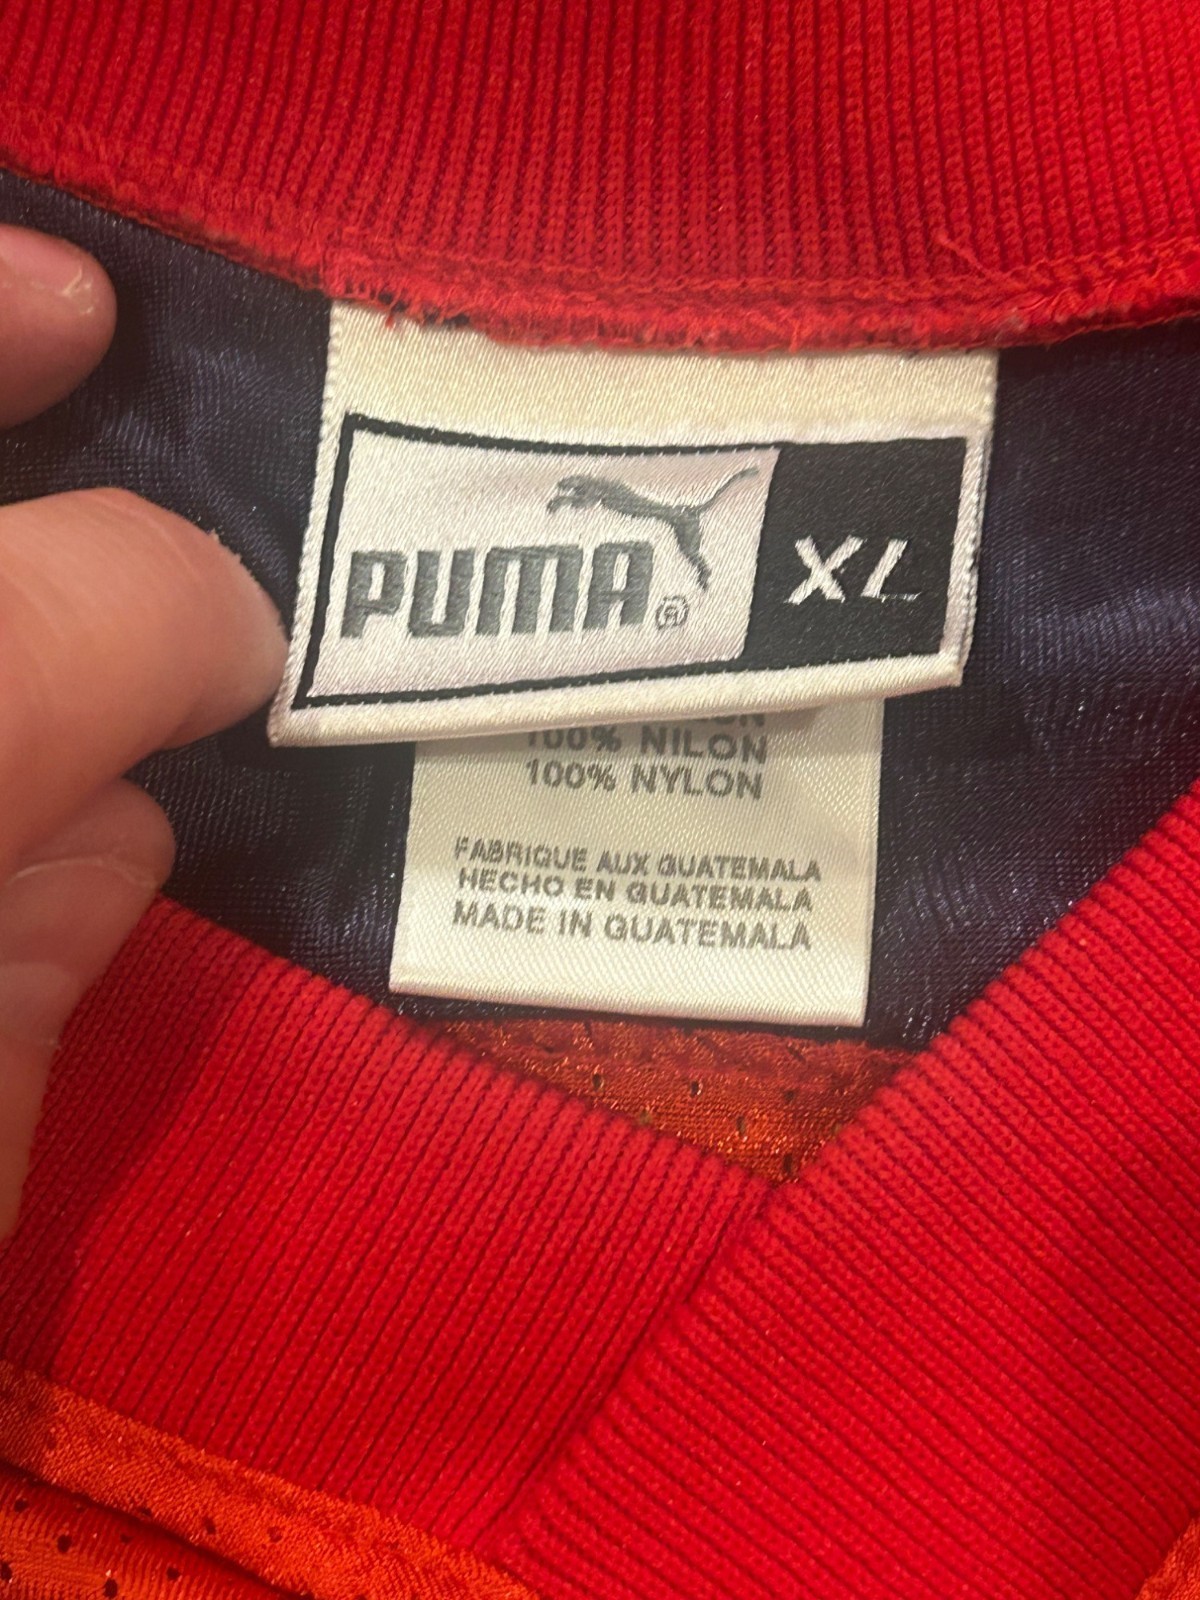 PUMA® XL
100% NILON
100% NYLON
FABRIQUE AUX GUATEMALA
HECHO EN GUATEMALA
MADE IN GUATEMALA